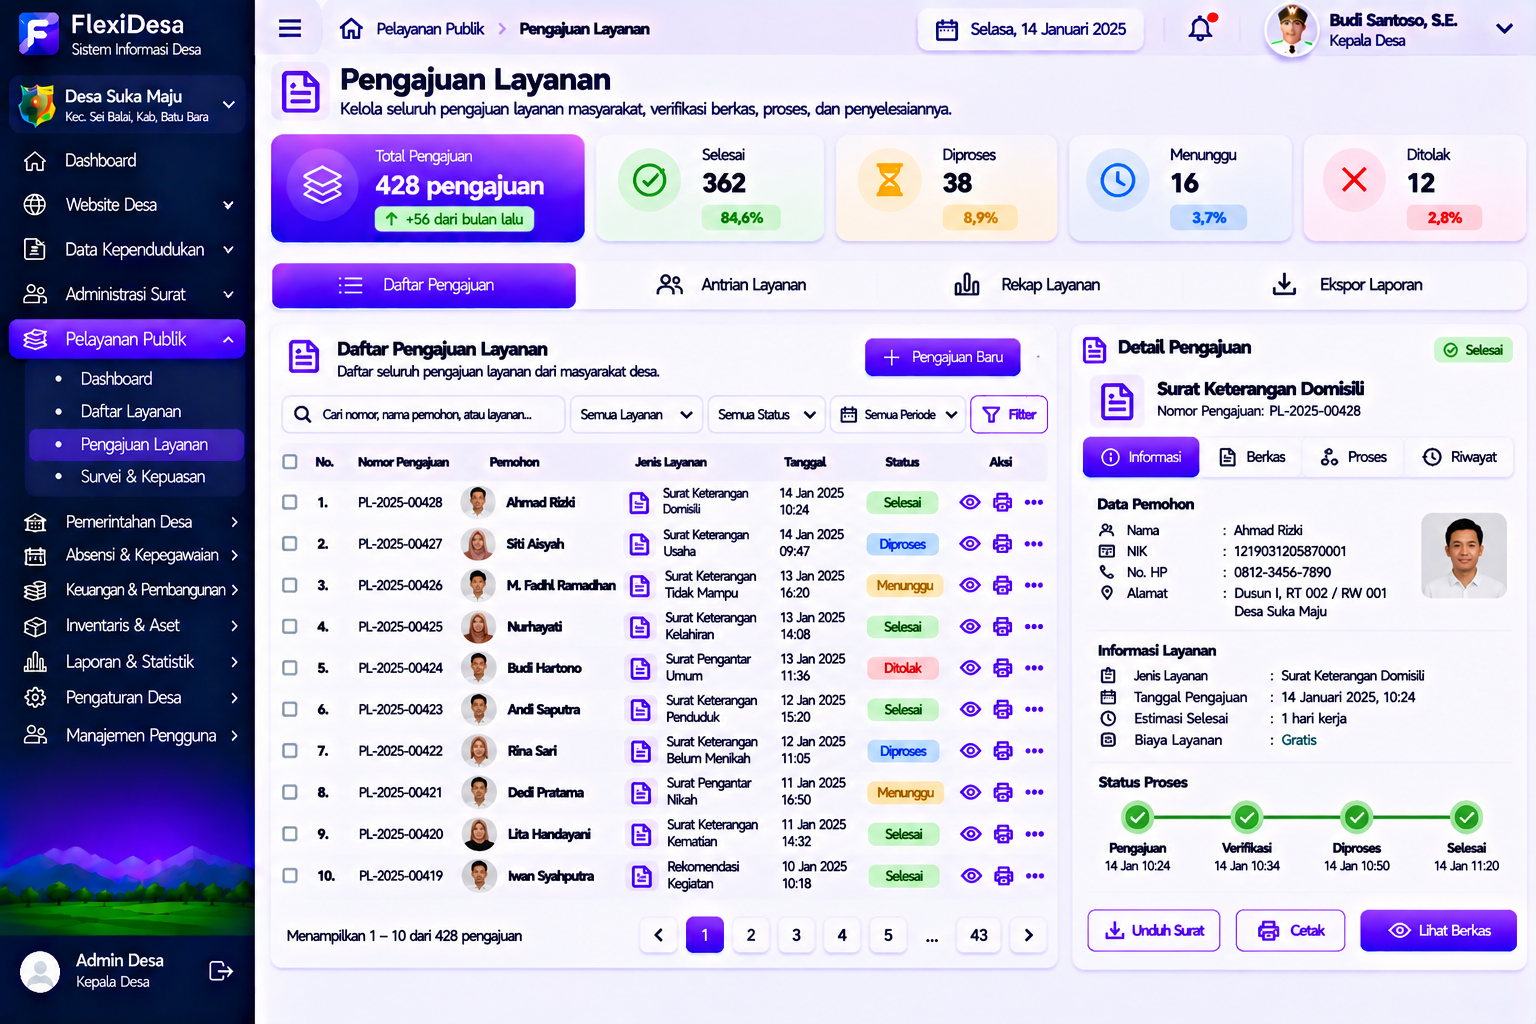 FlexiDesa
Sistem Informasi Desa
Desa Suka Maju
Kec. Sei Balai, Kab, Batu Bara
Dashboard
Website Desa
Data Kependudukan
Administrasi Surat
Pelayanan Publik
Dashboard
Daftar Layanan
Pengajuan Layanan
Survei & Kepuasan
Pemerintahan Desa
Absensi & Kepegawaian
Keuangan & Pembangunan
Inventaris & Aset
Laporan & Statistik
Pengaturan Desa
Manajemen Pengguna
Admin Desa
Kepala Desa
Pelayanan Publik > Pengajuan Layanan
Selasa, 14 Januari 2025
Budi Santoso, S.E.
Kepala Desa
Pengajuan Layanan
Kelola seluruh pengajuan layanan masyarakat, verifikasi berkas, proses, dan penyelesaiannya.
Total Pengajuan
428 pengajuan
+56 dari bulan lalu
Selesai
362
84,6%
Diproses
38
8,9%
Menunggu
16
3,7%
Ditolak
12
2,8%
Daftar Pengajuan
Antrian Layanan
Rekap Layanan
Ekspor Laporan
Daftar Pengajuan Layanan
Daftar seluruh pengajuan layanan dari masyarakat desa.
Pengajuan Baru
Cari nomor, nama pemohon, atau layanan...
Semua Layanan
Semua Status
Semua Periode
Filter
No. Nomor Pengajuan Pemohon Jenis Layanan Tanggal Status Aksi
1. PL-2025-00428 Ahmad Rizki Surat Keterangan Domisili 14 Jan 2025 10:24 Selesai
2. PL-2025-00427 Siti Aisyah Surat Keterangan Usaha 14 Jan 2025 09:47 Diproses
3. PL-2025-00426 M. Fadhl Ramadhan Surat Keterangan Tidak Mampu 13 Jan 2025 16:20 Menunggu
4. PL-2025-00425 Nurhayati Surat Keterangan Kelahiran 13 Jan 2025 14:08 Selesai
5. PL-2025-00424 Budi Hartono Surat Pengantar Umum 13 Jan 2025 11:36 Ditolak
6. PL-2025-00423 Andi Saputra Surat Keterangan Penduduk 12 Jan 2025 15:20 Selesai
7. PL-2025-00422 Rina Sari Surat Keterangan Belum Menikah 12 Jan 2025 11:05 Diproses
8. PL-2025-00421 Dedi Pratama Surat Pengantar Nikah 11 Jan 2025 16:50 Menunggu
9. PL-2025-00420 Lita Handayani Surat Keterangan Kematian 11 Jan 2025 14:32 Selesai
10. PL-2025-00419 Iwan Syahputra Rekomendasi Kegiatan 10 Jan 2025 10:18 Selesai
Menampilkan 1 – 10 dari 428 pengajuan
< 1 2 3 4 5 ... 43 >
Detail Pengajuan
Selesai
Surat Keterangan Domisili
Nomor Pengajuan: PL-2025-00428
Informasi
Berkas
Proses
Riwayat
Data Pemohon
Nama : Ahmad Rizki
NIK : 1219031205870001
No. HP : 0812-3456-7890
Alamat : Dusun I, RT 002 / RW 001
Desa Suka Maju
Informasi Layanan
Jenis Layanan : Surat Keterangan Domisili
Tanggal Pengajuan : 14 Januari 2025, 10:24
Estimasi Selesai : 1 hari kerja
Biaya Layanan : Gratis
Status Proses
Pengajuan Verifikasi Diproses Selesai
14 Jan 10:24 14 Jan 10:34 14 Jan 10:50 14 Jan 11:20
Unduh Surat
Cetak
Lihat Berkas